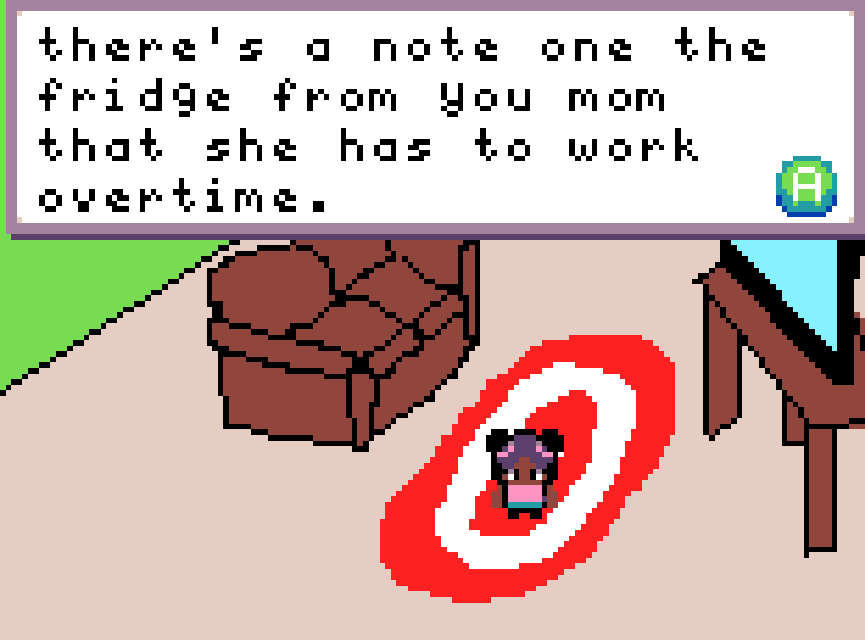 there's a note one the
fridge from you mom
that she has to work
overtime.
A